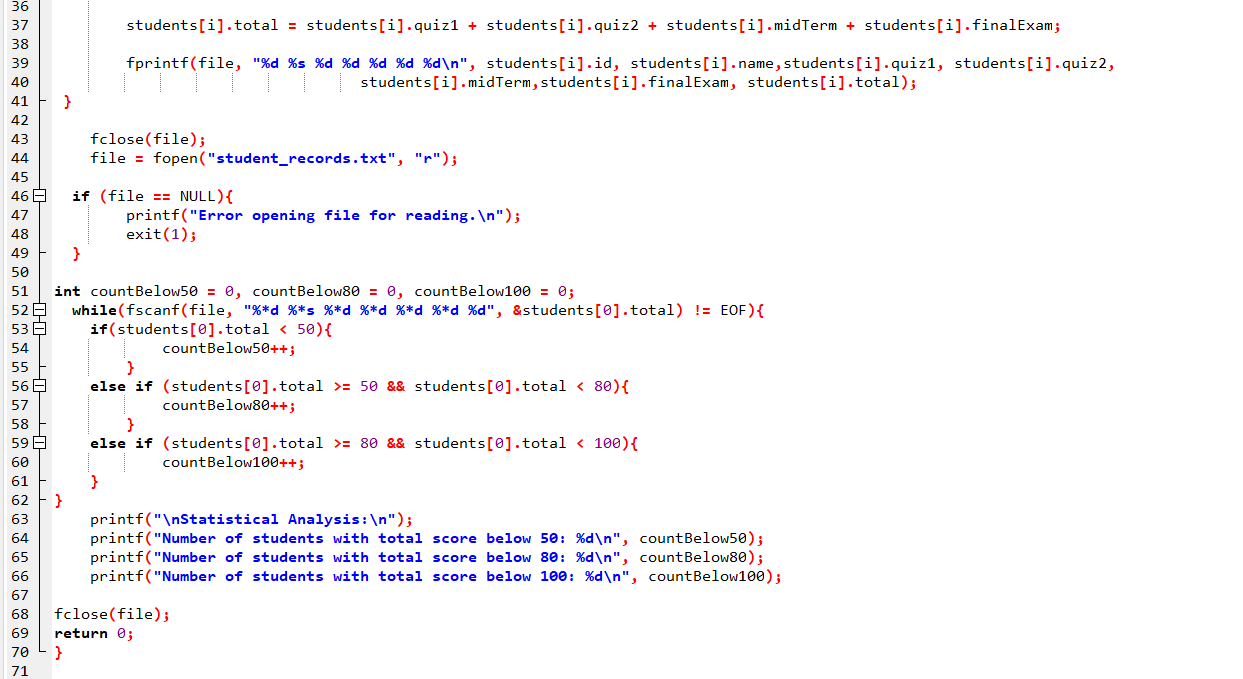 36
37 students[i].total = students[i].quiz1 + students[i].quiz2 + students[i].midTerm + students[i].finalExam;
38
39 fprintf(file, "%d %s %d %d %d %d %d\n", students[i].id, students[i].name,students[i].quiz1, students[i].quiz2,
40 students[i].midTerm,students[i].finalExam, students[i].total);
41 }
42
43 fclose(file);
44 file = fopen("student_records.txt", "r");
45
46 if (file == NULL){
47 printf("Error opening file for reading.\n");
48 exit(1);
49 }
50
51 int countBelow50 = 0, countBelow80 = 0, countBelow100 = 0;
52 while(fscanf(file, "%*d %*s %*d %*d %*d %*d %d", &students[0].total) != EOF){
53 if(students[0].total < 50){
54 countBelow50++;
55 }
56 else if (students[0].total >= 50 && students[0].total < 80){
57 countBelow80++;
58 }
59 else if (students[0].total >= 80 && students[0].total < 100){
60 countBelow100++;
61 }
62 }
63 printf("\nStatistical Analysis:\n");
64 printf("Number of students with total score below 50: %d\n", countBelow50);
65 printf("Number of students with total score below 80: %d\n", countBelow80);
66 printf("Number of students with total score below 100: %d\n", countBelow100);
67
68 fclose(file);
69 return 0;
70 }
71